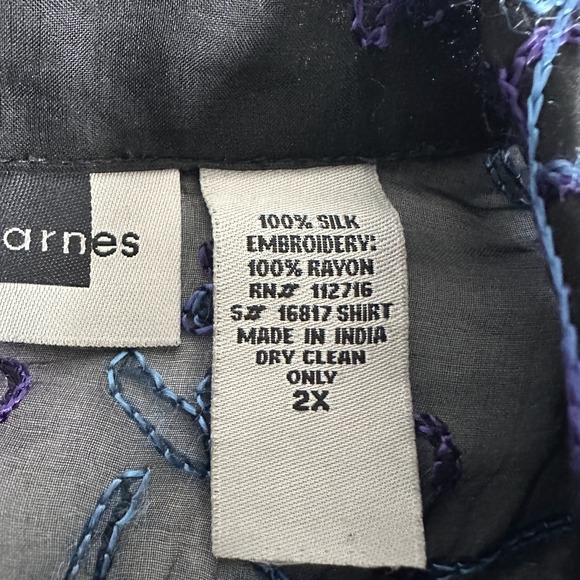 arnes
100% SILK
EMBROIDERY:
100% RAYON
RN# 112716
S# 16817 SHIRT
MADE IN INDIA
DRY CLEAN
ONLY
2X